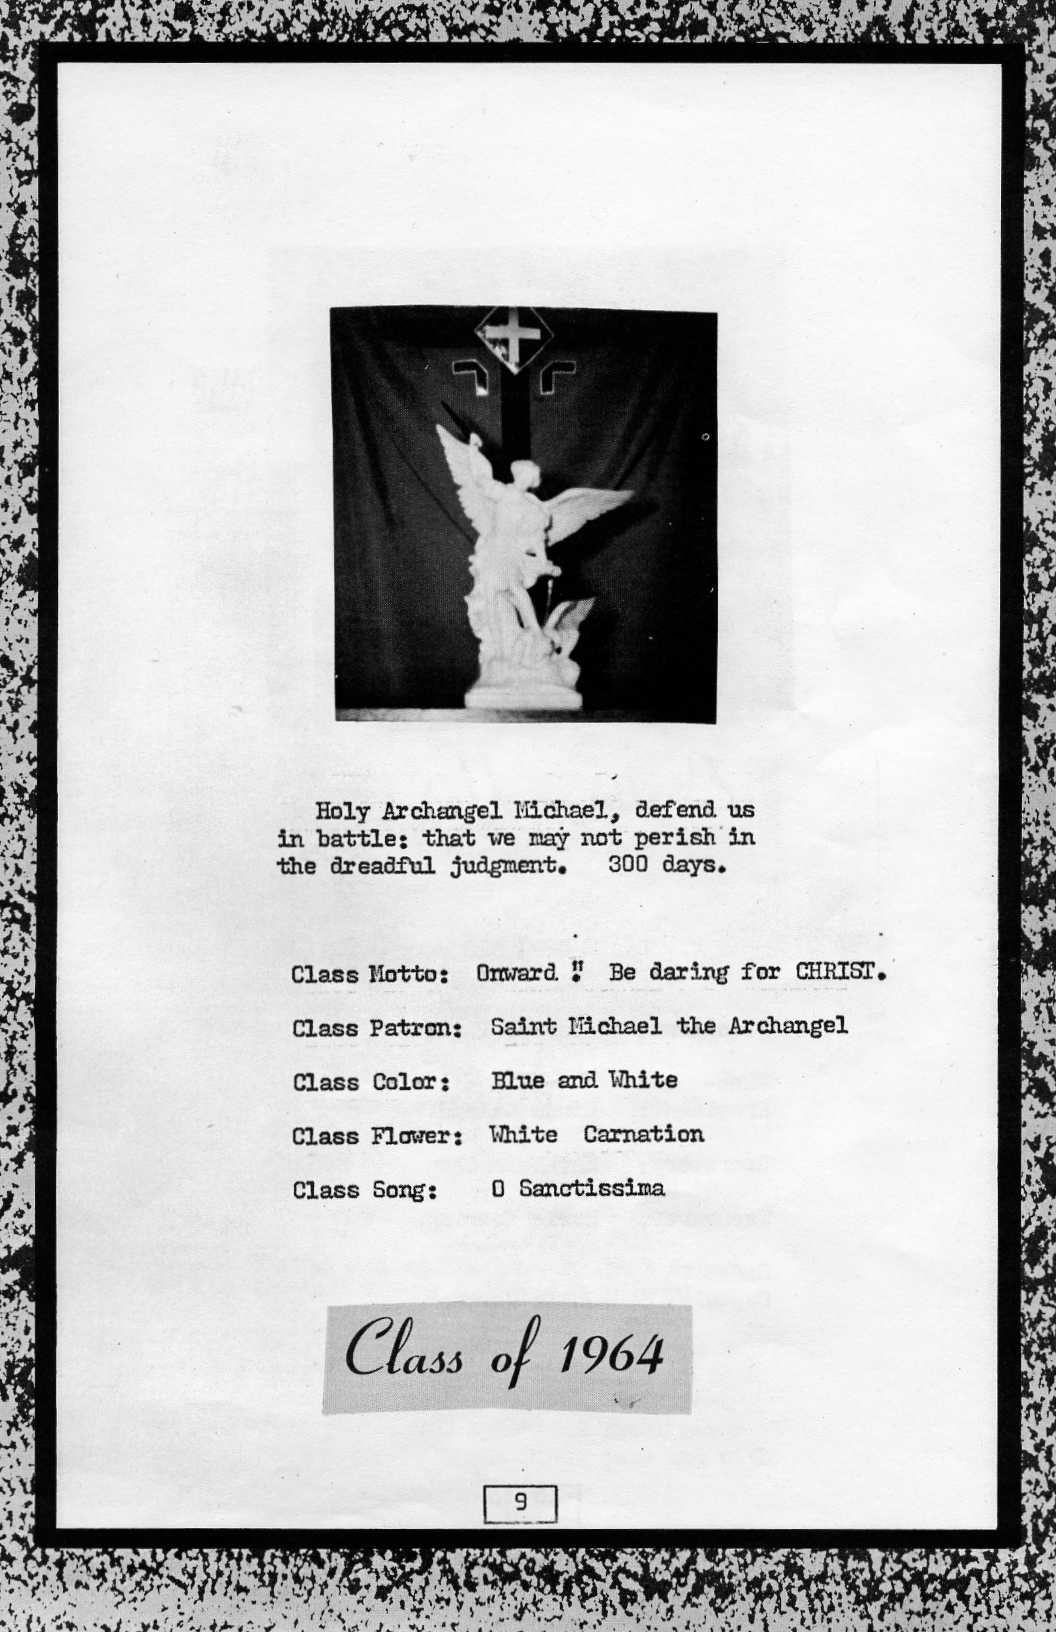 Holy Archangel Michael, defend us
in battle: that we may not perish in
the dreadful judgment. 300 days.
Class Motto: Onward !! Be daring for CHRIST.
Class Patron: Saint Michael the Archangel
Class Color: Blue and White
Class Flower: White Carnation
Class Song: O Sanctissima
Class of 1964
9